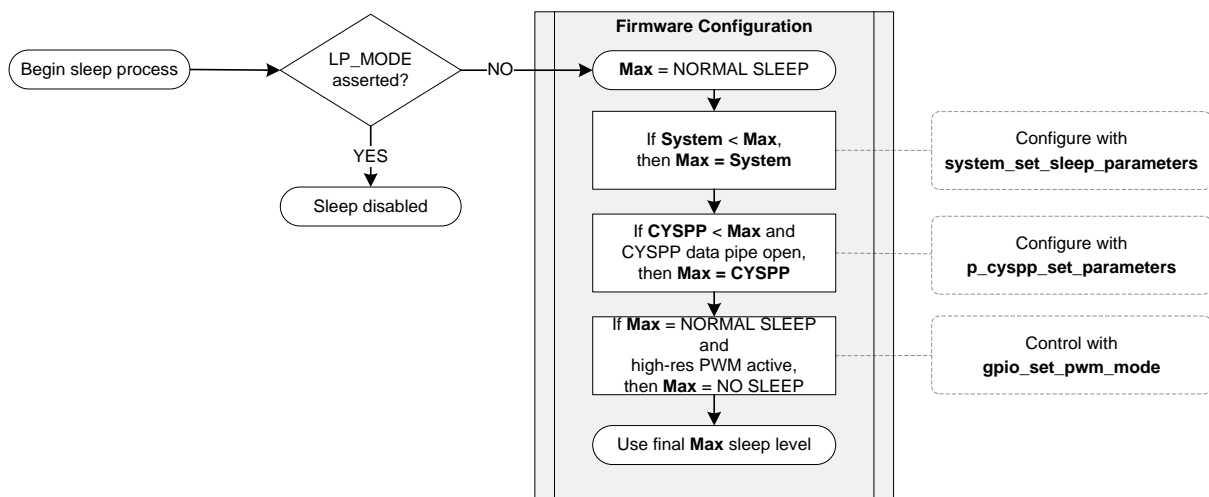 Firmware Configuration
Begin sleep process
LP_MODE
asserted?
NO
YES
Sleep disabled
Max = NORMAL SLEEP
If System < Max,
then Max = System
Configure with
system_set_sleep_parameters
If CYSPP < Max and
CYSPP data pipe open,
then Max = CYSPP
Configure with
p_cyspp_set_parameters
If Max = NORMAL SLEEP
and
high-res PWM active,
then Max = NO SLEEP
Control with
gpio_set_pwm_mode
Use final Max sleep level